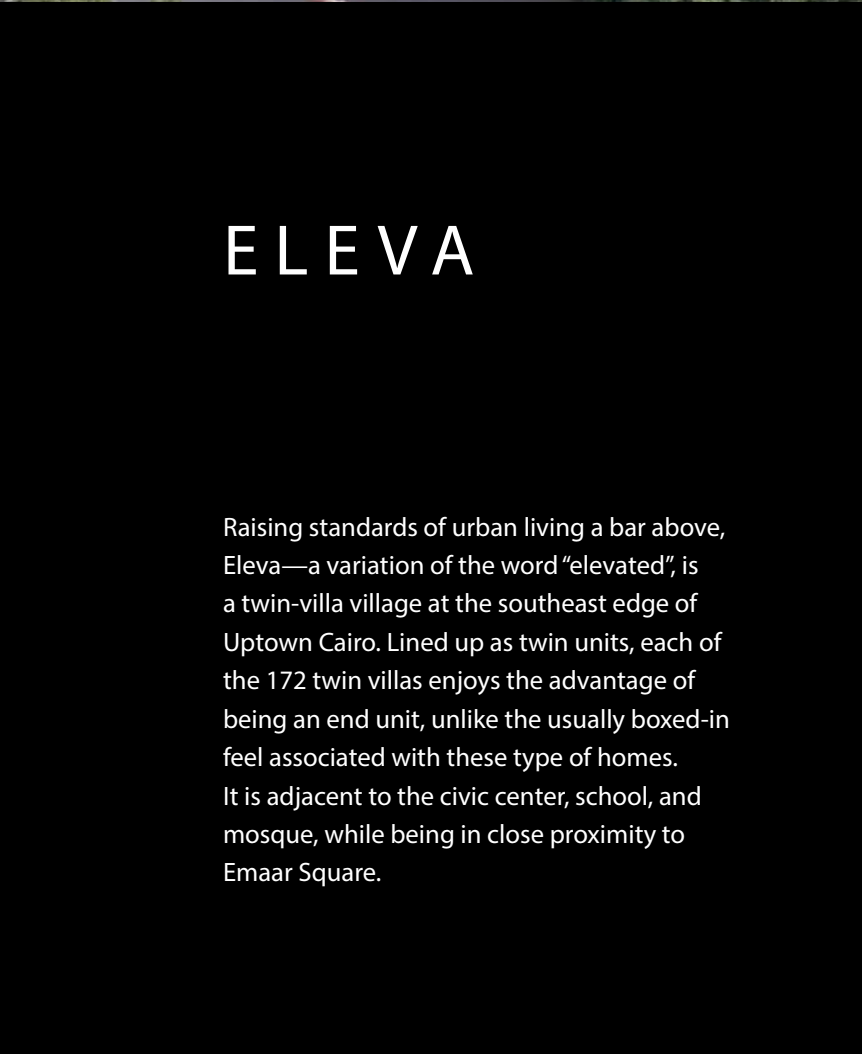 ELEVA
Raising standards of urban living a bar above,
Eleva—a variation of the word “elevated”, is
a twin-villa village at the southeast edge of
Uptown Cairo. Lined up as twin units, each of
the 172 twin villas enjoys the advantage of
being an end unit, unlike the usually boxed-in
feel associated with these type of homes.
It is adjacent to the civic center, school, and
mosque, while being in close proximity to
Emaar Square.